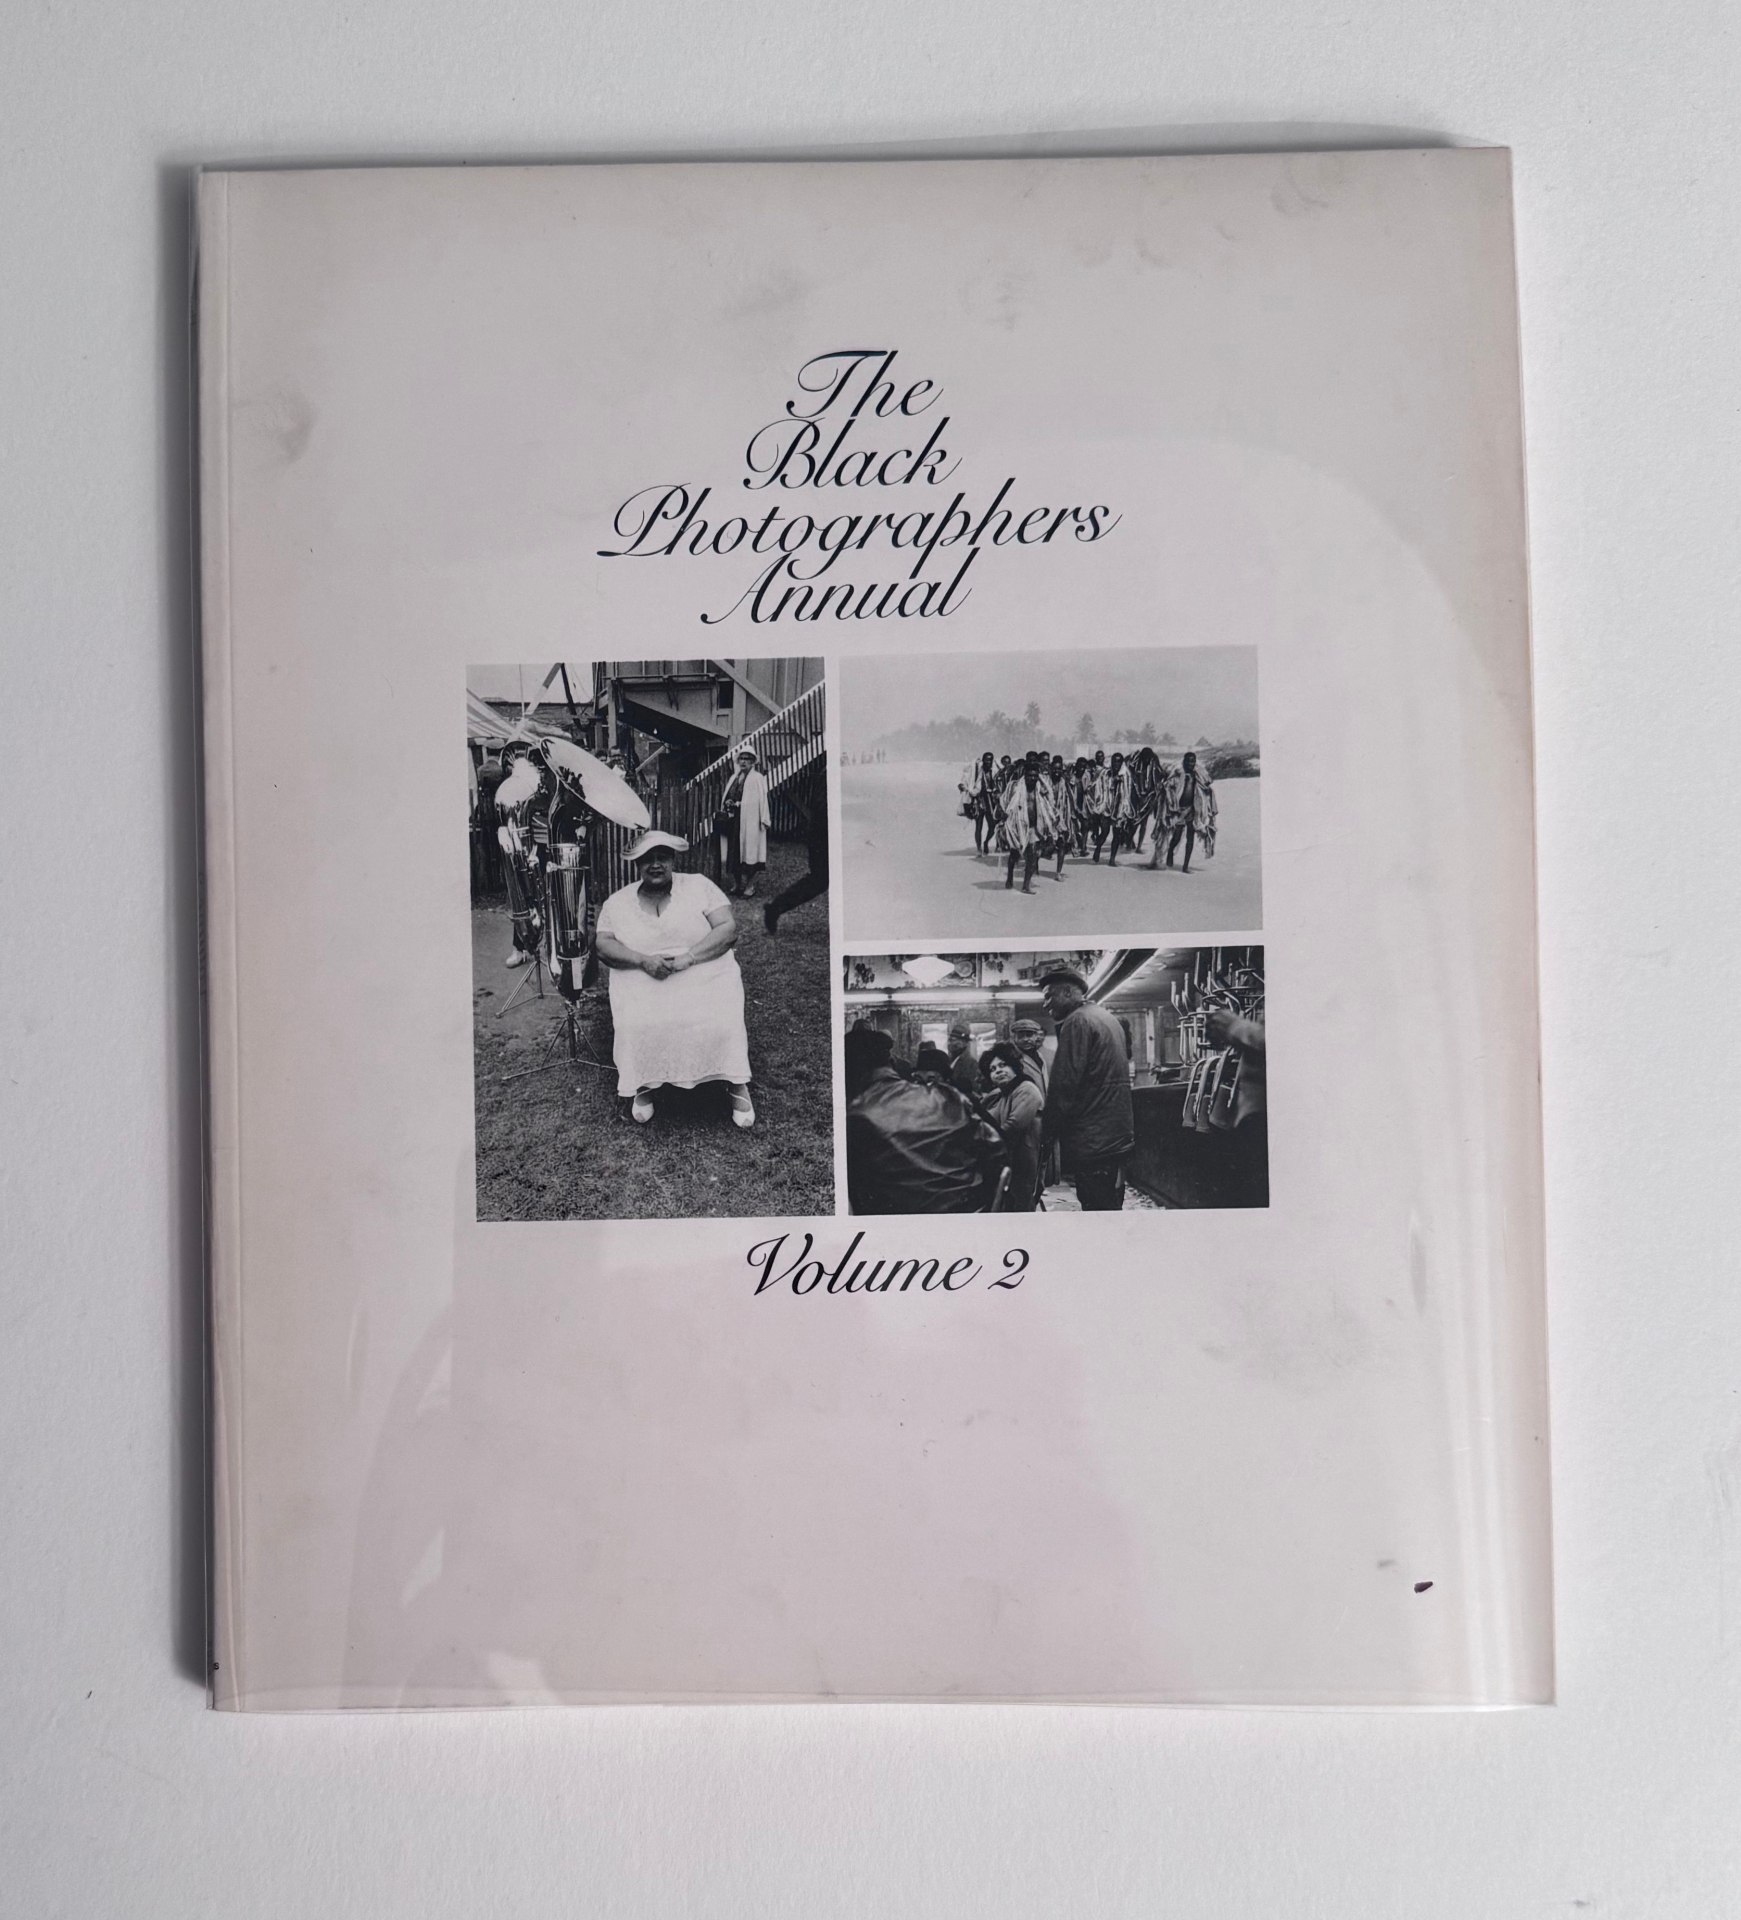 The
Black
Photographers
Annual
Volume 2
s